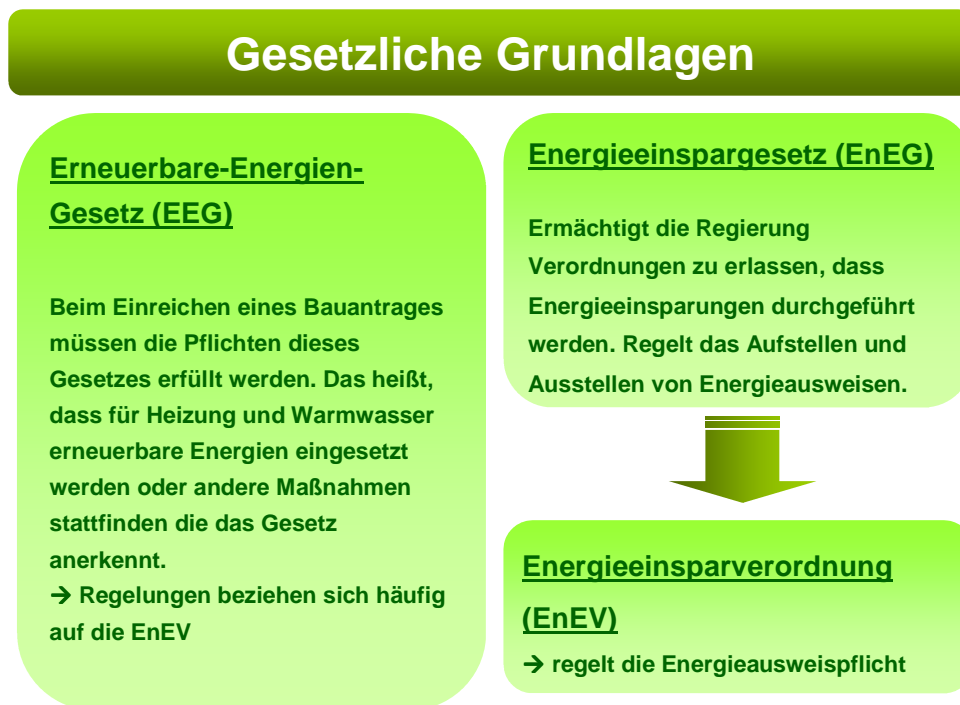 Gesetzliche Grundlagen
Erneuerbare-Energien-
Gesetz (EEG)
Beim Einreichen eines Bauantrages
müssen die Pflichten dieses
Gesetzes erfüllt werden. Das heißt,
dass für Heizung und Warmwasser
erneuerbare Energien eingesetzt
werden oder andere Maßnahmen
stattfinden die das Gesetz
anerkennt.
→ Regelungen beziehen sich häufig
auf die EnEV
Energieeinspargesetz (EnEG)
Ermächtigt die Regierung
Verordnungen zu erlassen, dass
Energieeinsparungen durchgeführt
werden. Regelt das Aufstellen und
Ausstellen von Energieausweisen.
Energieeinsparverordnung
(EnEV)
→ regelt die Energieausweispflicht